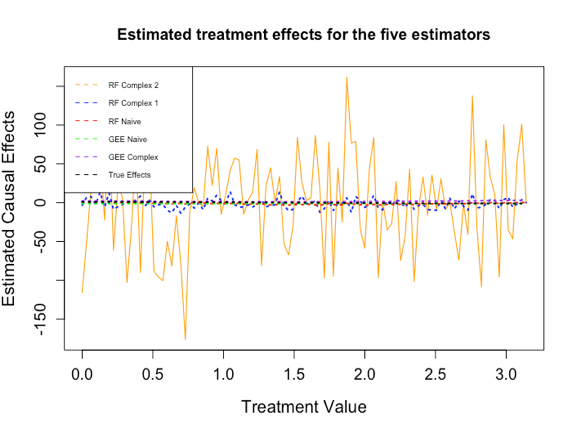 Estimated treatment effects for the five estimators
RF Complex 2
RF Complex 1
RF Naive
GEE Naive
GEE Complex
True Effects
Estimated Causal Effects
100
50
0
-50
-150
0.0 0.5 1.0 1.5 2.0 2.5 3.0
Treatment Value